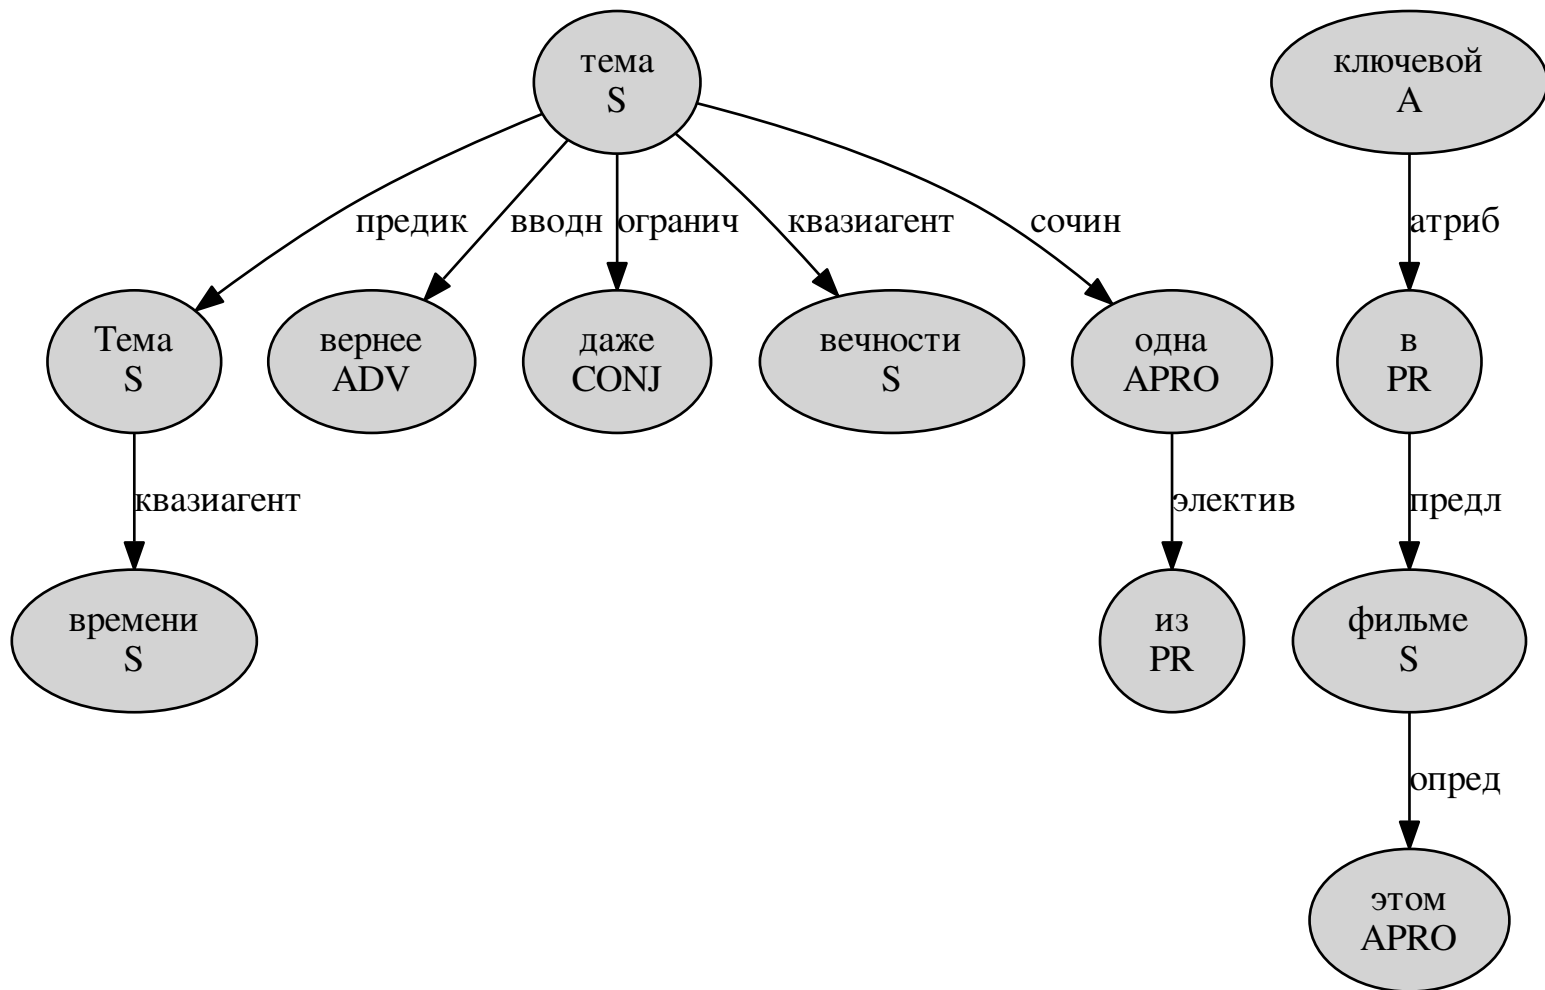 тема
S
ключевой
A
предик
вводн
огранич
квазиагент
сочин
атриб
Тема
S
вернее
ADV
даже
CONJ
вечности
S
одна
APRO
в
PR
квазиагент
электив
предл
времени
S
из
PR
фильме
S
опред
этом
APRO